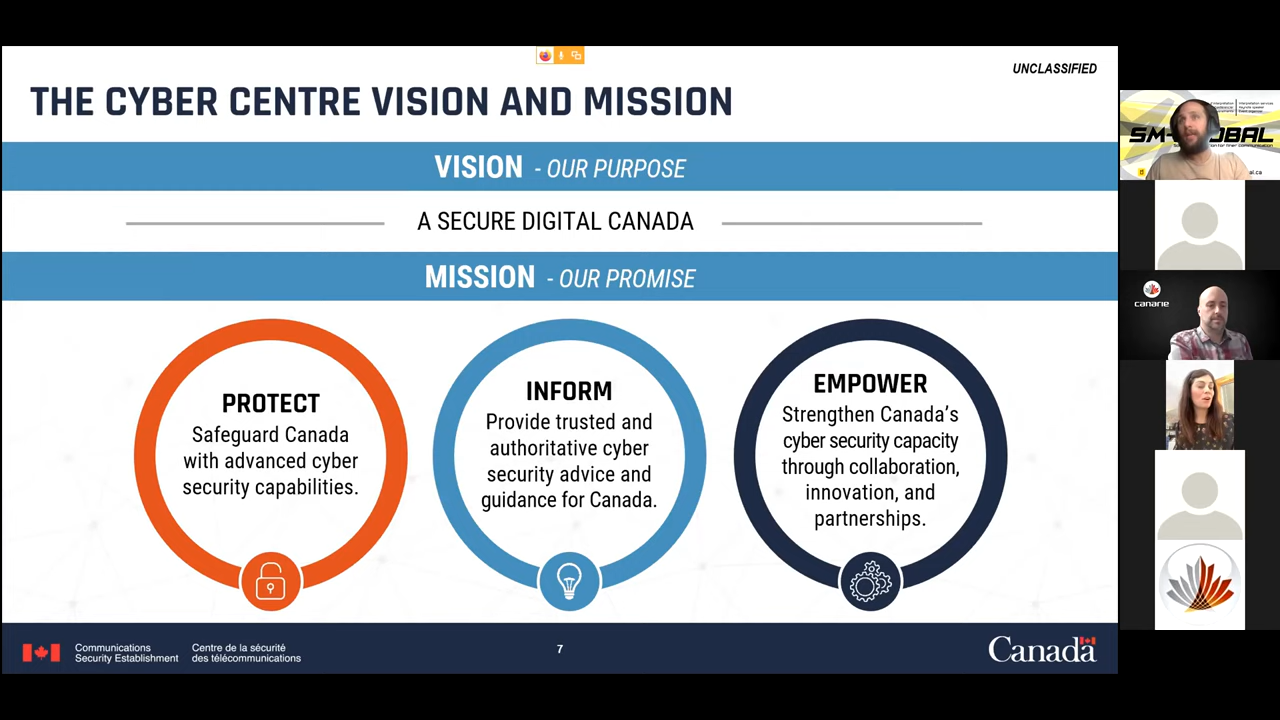 UNCLASSIFIED
THE CYBER CENTRE VISION AND MISSION
VISION - OUR PURPOSE
A SECURE DIGITAL CANADA
MISSION - OUR PROMISE
PROTECT
Safeguard Canada
with advanced cyber
security capabilities.
INFORM
Provide trusted and
authoritative cyber
security advice and
guidance for Canada.
EMPOWER
Strengthen Canada's
cyber security capacity
through collaboration,
innovation, and
partnerships.
Communications
Security Establishment
Centre de la sécurité
des télécommunications
7
Canada
canarie